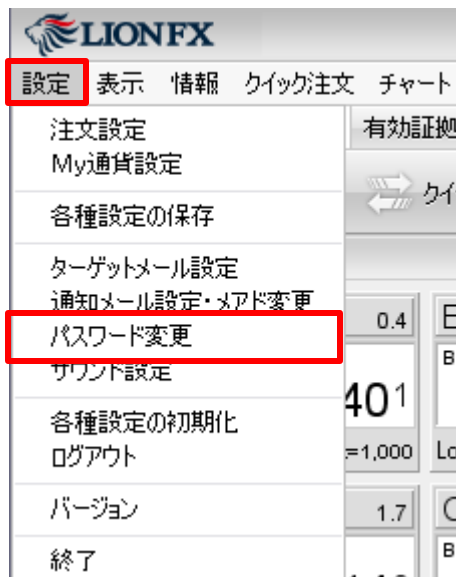 LION FX
設定 表示 情報 クイック注文 チャート
注文設定
My通貨設定
各種設定の保存
ターゲットメール設定
通知メール設定・メアド変更
パスワード変更
サウンド設定
各種設定の初期化
ログアウト
バージョン
終了
有効証拠
クイ
0.4
401
=1,000 Lo
1.7
B
B